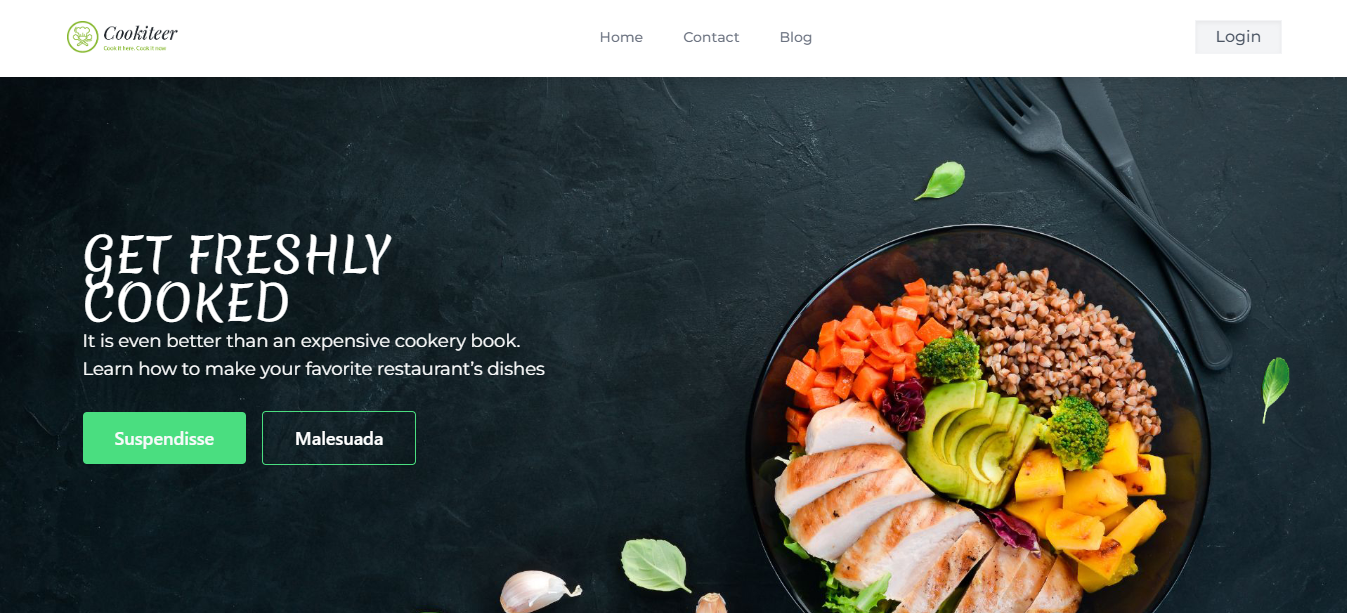 Cookiteer
Cook it here. Cook it now
Home
Contact
Blog
Login
GET FRESHLY
COOKED
It is even better than an expensive cookery book.
Learn how to make your favorite restaurant’s dishes
Suspendisse
Malesuada